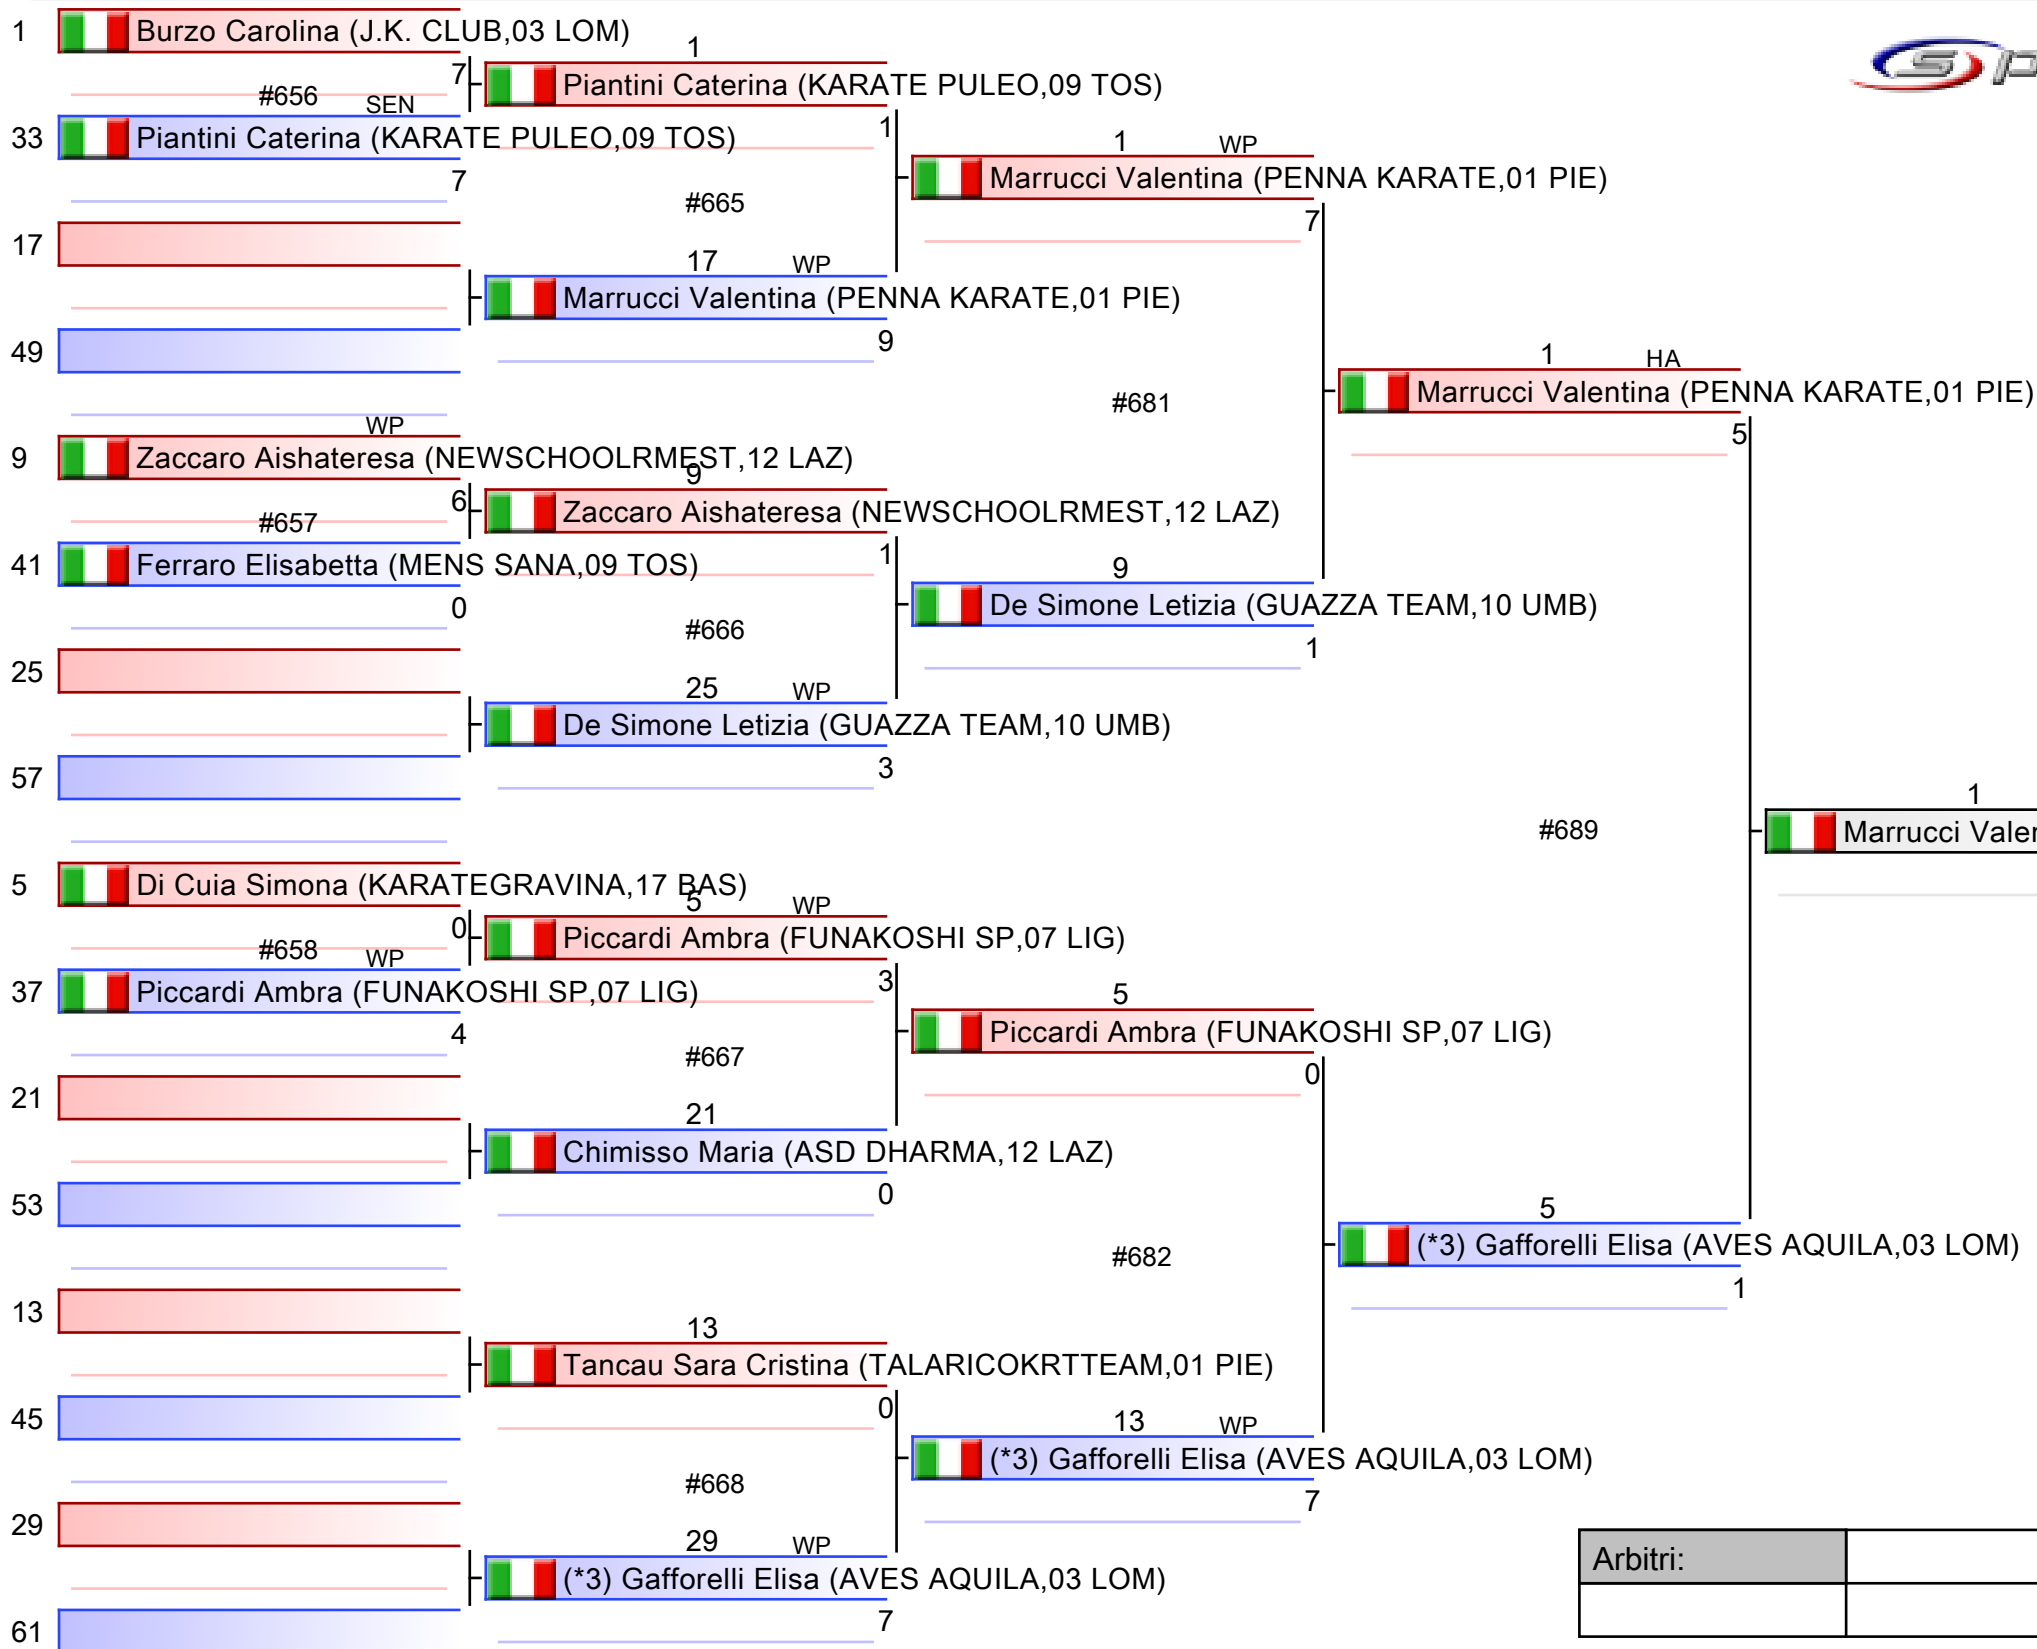 1 Burzo Carolina (J.K. CLUB,03 LOM)
7
#656 SEN
33 Piantini Caterina (KARATE PULEO,09 TOS)
7
17
49
WP
9 Zaccaro Aishateresa (NEWSCHOOLRMEST,12 LAZ)
6
#657
41 Ferraro Elisabetta (MENS SANA,09 TOS)
0
25
57
5 Di Cuia Simona (KARATEGRAVINA,17 BAS)
0
#658 WP
37 Piccardi Ambra (FUNAKOSHI SP,07 LIG)
4
21
53
13
45
29
61
1
Piantini Caterina (KARATE PULEO,09 TOS)
1
#665
17 WP
Marrucci Valentina (PENNA KARATE,01 PIE)
9
9
Zaccaro Aishateresa (NEWSCHOOLRMEST,12 LAZ)
1
#666
25 WP
De Simone Letizia (GUAZZA TEAM,10 UMB)
3
5 WP
Piccardi Ambra (FUNAKOSHI SP,07 LIG)
3
#667
21
Chimisso Maria (ASD DHARMA,12 LAZ)
0
13
Tancau Sara Cristina (TALARICOKRTTEAM,01 PIE)
0
#668
29 WP
(*3) Gafforelli Elisa (AVES AQUILA,03 LOM)
7
1 WP
Marrucci Valentina (PENNA KARATE,01 PIE)
7
#681
9
De Simone Letizia (GUAZZA TEAM,10 UMB)
1
5
Piccardi Ambra (FUNAKOSHI SP,07 LIG)
0
#682
13 WP
(*3) Gafforelli Elisa (AVES AQUILA,03 LOM)
7
1 HA
Marrucci Valentina (PENNA KARATE,01 PIE)
5
#689
5
(*3) Gafforelli Elisa (AVES AQUILA,03 LOM)
1
1
Marrucci Valer
Arbitri: